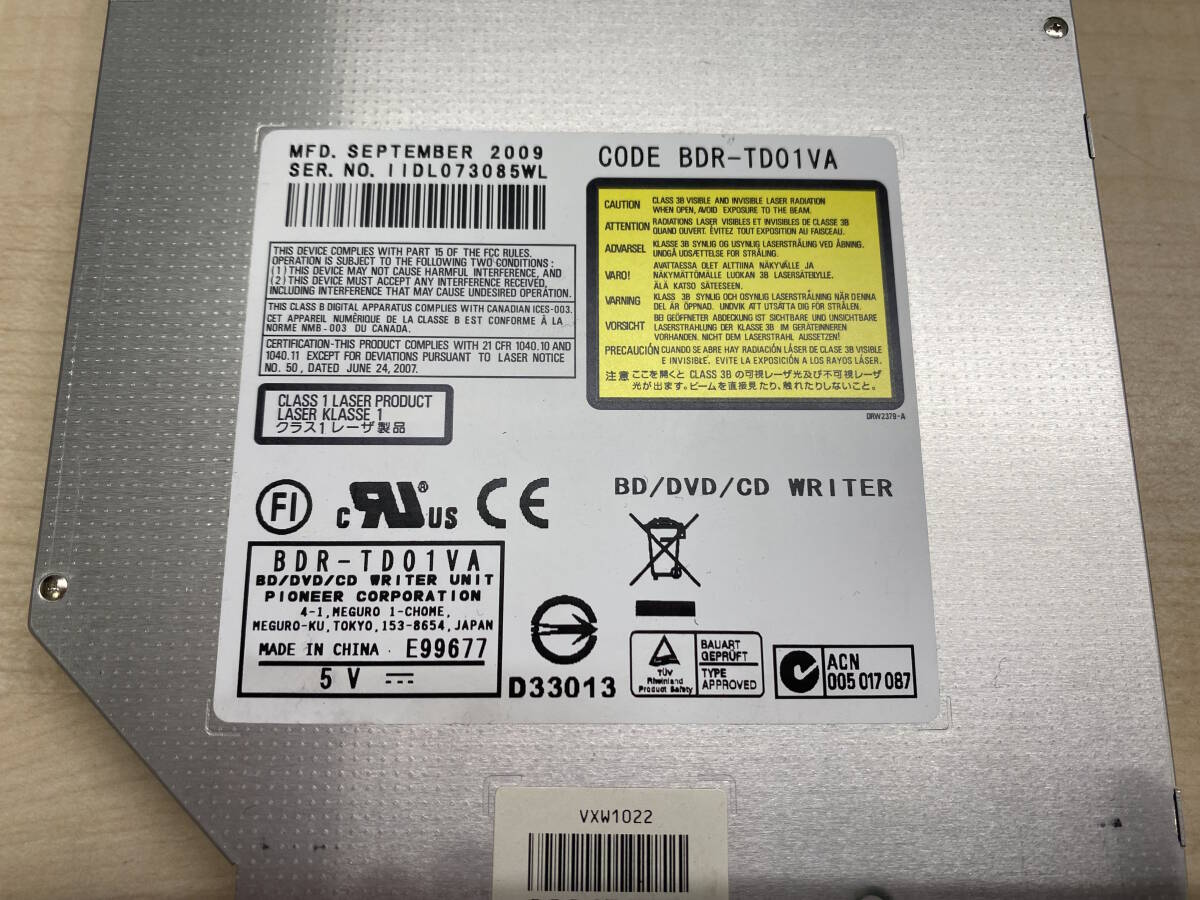 MFD. SEPTEMBER 2009
SER. NO. IIDL073085WL
CODE BDR-TD01VA
THIS DEVICE COMPLIES WITH PART 15 OF THE FCC RULES.
OPERATION IS SUBJECT TO THE FOLLOWING TWO CONDITIONS :
(1) THIS DEVICE MAY NOT CAUSE HARMFUL INTERFERENCE, AND
(2) THIS DEVICE MUST ACCEPT ANY INTERFERENCE RECEIVED,
INCLUDING INTERFERENCE THAT MAY CAUSE UNDESIRED OPERATION.
THIS CLASS B DIGITAL APPARATUS COMPLIES WITH CANADIAN ICES-003.
CET APPAREIL NUMÉRIQUE DE LA CLASSE B EST CONFORME À LA
NORME NMB-003 DU CANADA.
CERTIFICATION-THIS PRODUCT COMPLIES WITH 21 CFR 1040.10 AND
1040.11 EXCEPT FOR DEVIATIONS PURSUANT TO LASER NOTICE
NO. 50, DATED JUNE 24, 2007.
CLASS 1 LASER PRODUCT
LASER KLASSE 1
クラス1 レーザ製品
CAUTION CLASS 3B VISIBLE AND INVISIBLE LASER RADIATION
WHEN OPEN, AVOID EXPOSURE TO THE BEAM.
ATTENTION RADIATIONS LASER VISIBLES ET INVISIBLES DE CLASSE 3B
QUAND OUVERT. ÉVITEZ TOUT EXPOSITION AU FAISCEAU.
ADVARSEL KLASSE 3B SYNLIG OG USYNLIG LASERSTRÅLING VED ÅBNING.
UNDGÅ UDSÆTTELSE FOR STRÅLING.
VARO! AVATTAESSA OLET ALTTIINA NÄKYVÄLLE JA
NÄKYMÄTTÖMÄLLE LUOKAN 3B LASERSÄTEILYLLE.
ÄLÄ KATSO SÄTEESEEN.
VARNING KLASS 3B SYNLIG OCH OSYNLIG LASERSTRÅLNING NÄR DENNA
DEL ÄR ÖPPNAD. UNDVIK ATT UTSÄTTA DIG FÖR STRÅLEN.
VORSICHT BEI GEÖFFNETER ABDECKUNG IST SICHTBARE UND UNSICHTBARE
LASERSTRAHLUNG DER KLASSE 3B IM GERÄTEINNEREN
VORHANDEN. NICHT DEM LASERSTRAHL AUSSETZEN!
PRECAUCIÓN CUANDO SE ABRE HAY RADIACIÓN LÁSER DE CLASE 3B VISIBLE
E INVISIBLE. EVITE LA EXPOSICIÓN A LOS RAYOS LÁSER.
注意 ここを開くと CLASS 3B の可視レーザ光及び不可視レーザ
光が出ます。ビームを直接見たり、触れたりしないこと。
DRW2379-A
FI
C RU ® US CE
BD/DVD/CD WRITER
BDR-TD01VA
BD/DVD/CD WRITER UNIT
PIONEER CORPORATION
4-1, MEGURO 1-CHOME,
MEGURO-KU, TOKYO, 153-8654, JAPAN
MADE IN CHINA · E99677
5 V
D33013
TÜV
Rheinland
Product Safety
BAUART
GEPRÜFT
TYPE
APPROVED
ACN
005 017 087
VXW1022